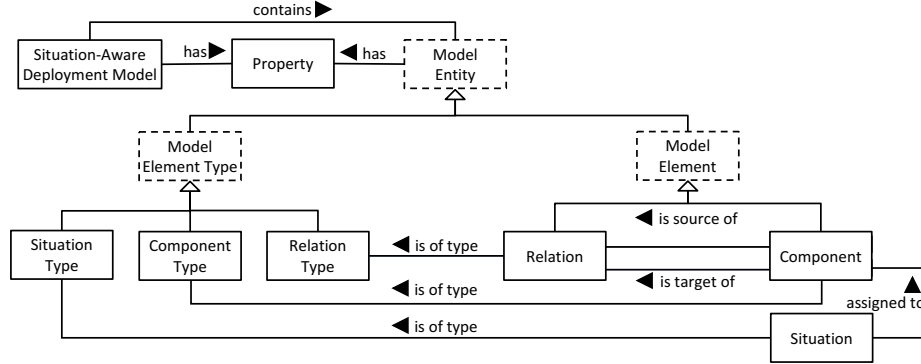 contains
Situation-Aware
Deployment Model
has
Property
has
Model
Entity
Model
Element Type
Model
Element
is source of
Situation
Type
Component
Type
Relation
Type
is of type
Relation
Component
is target of
is of type
assigned to
is of type
Situation